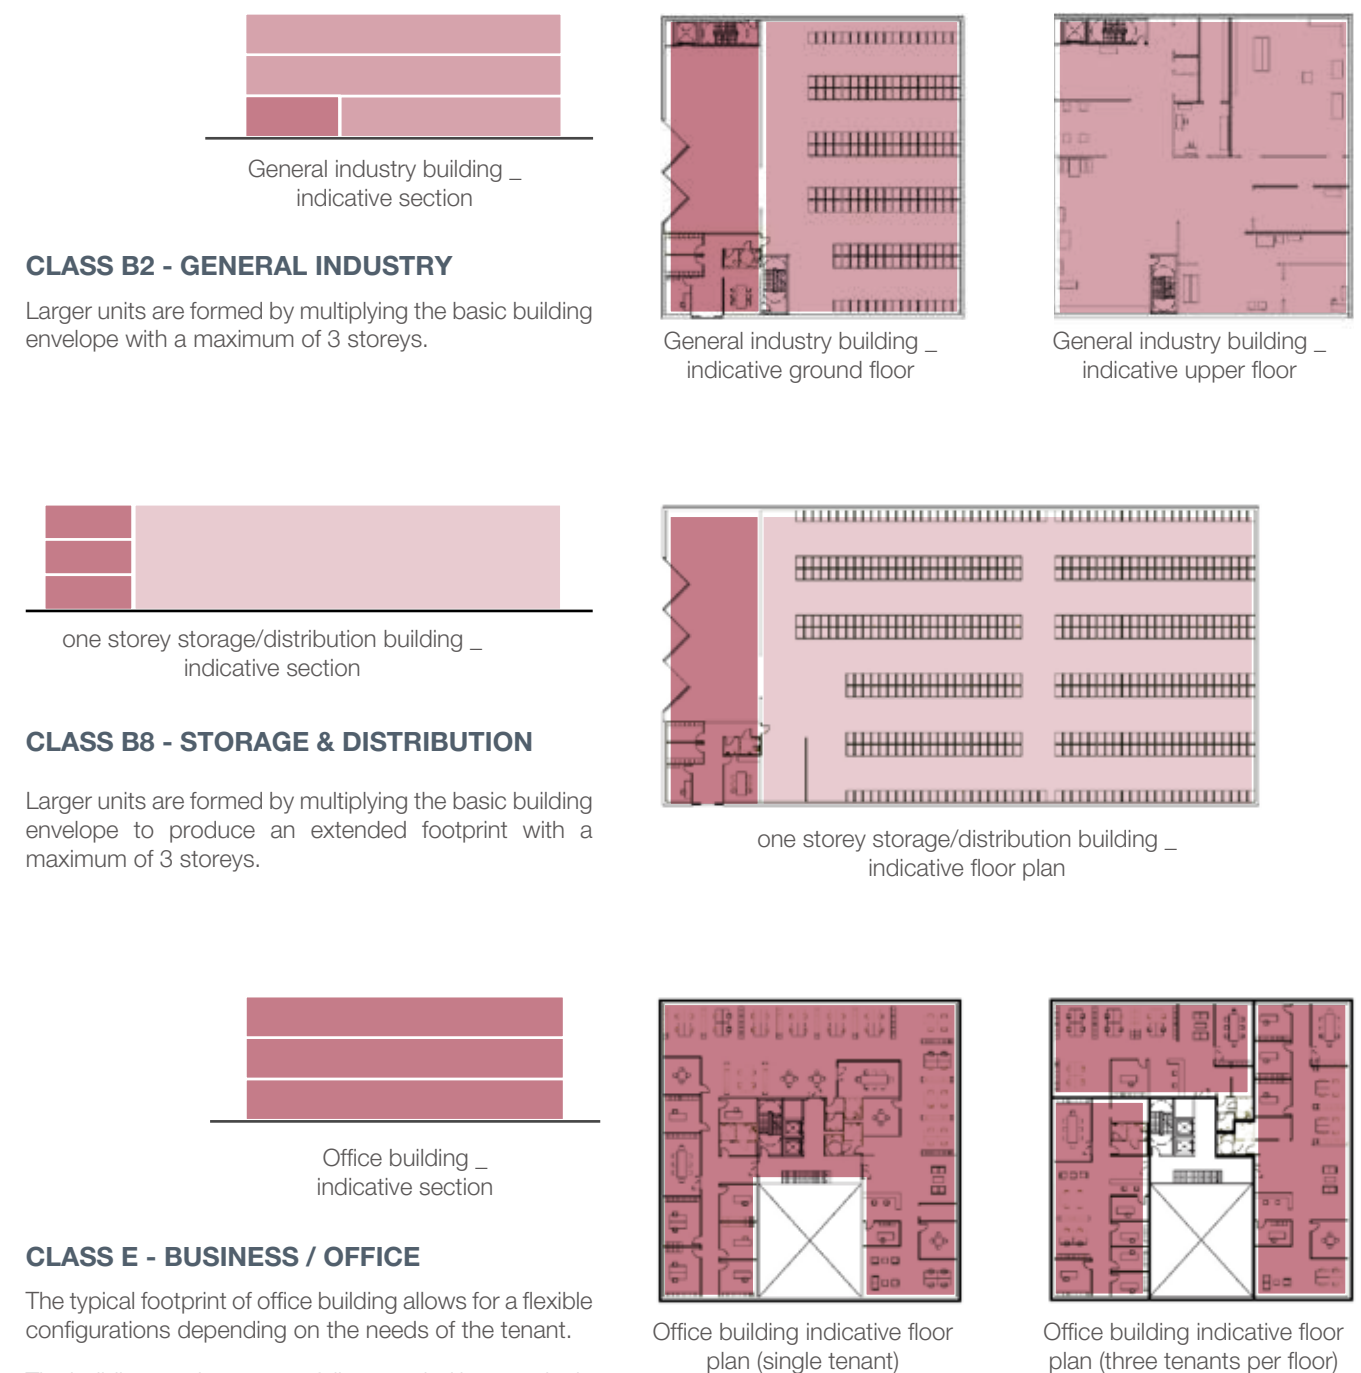 General industry building _
indicative section
CLASS B2 - GENERAL INDUSTRY
Larger units are formed by multiplying the basic building
envelope with a maximum of 3 storeys.
General industry building _
indicative ground floor
General industry building _
indicative upper floor
one storey storage/distribution building _
indicative section
CLASS B8 - STORAGE & DISTRIBUTION
Larger units are formed by multiplying the basic building
envelope to produce an extended footprint with a
maximum of 3 storeys.
one storey storage/distribution building _
indicative floor plan
Office building _
indicative section
CLASS E - BUSINESS / OFFICE
The typical footprint of office building allows for a flexible
configurations depending on the needs of the tenant.
Office building indicative floor
plan (single tenant)
Office building indicative floor
plan (three tenants per floor)